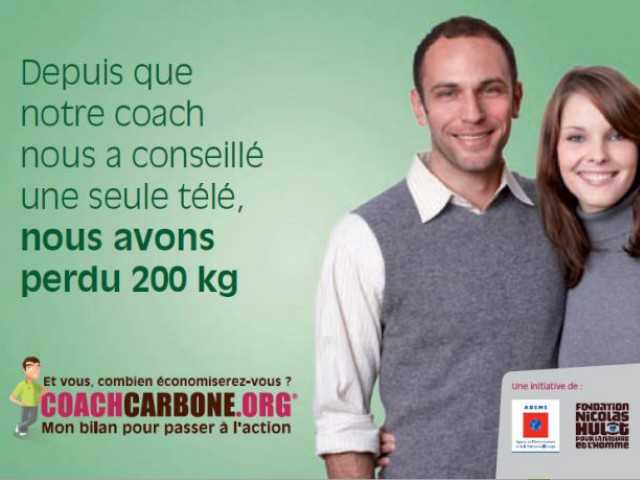 Depuis que
notre coach
nous a conseillé
une seule télé,
nous avons
perdu 200 kg
Et vous, combien économiserez-vous ?
COACHCARBONE.ORG®
Mon bilan pour passer à l'action
Une initiative de :
ADEME
FONDATION
NICOLAS
HULOT
POUR LA NATURE
ET L'HOMME